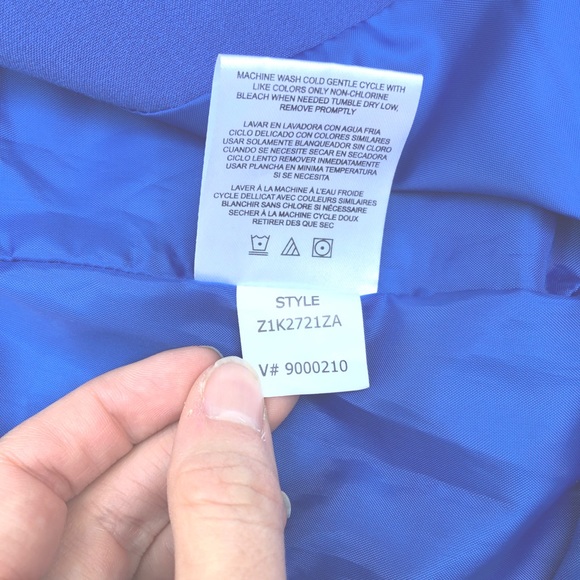 MACHINE WASH COLD GENTLE CYCLE WITH
LIKE COLORS ONLY NON-CHLORINE
BLEACH WHEN NEEDED TUMBLE DRY LOW,
REMOVE PROMPTLY
LAVAR EN LAVADORA CON AGUA FRIA
CICLO DELICADO CON COLORES SIMILARES
USAR SOLAMENTE BLANQUEADOR SIN CLORO
CUANDO SE NECESITE SECAR EN SECADORA
CICLO LENTO REMOVER INMEDIATAMENTE
USAR PLANCHA EN MINIMA TEMPERATURA
SI SE NECESITA
LAVER À LA MACHINE À L'EAU FROIDE
CYCLE DELLICAT AVEC COULEURS SIMILAIRES
BLANCHIR SANS CHLORE SI NÉCESSAIRE
SECHER À LA MACHINE CYCLE DOUX
RETIRER DES QUE SEC
STYLE
Z1K2721ZA
V# 9000210